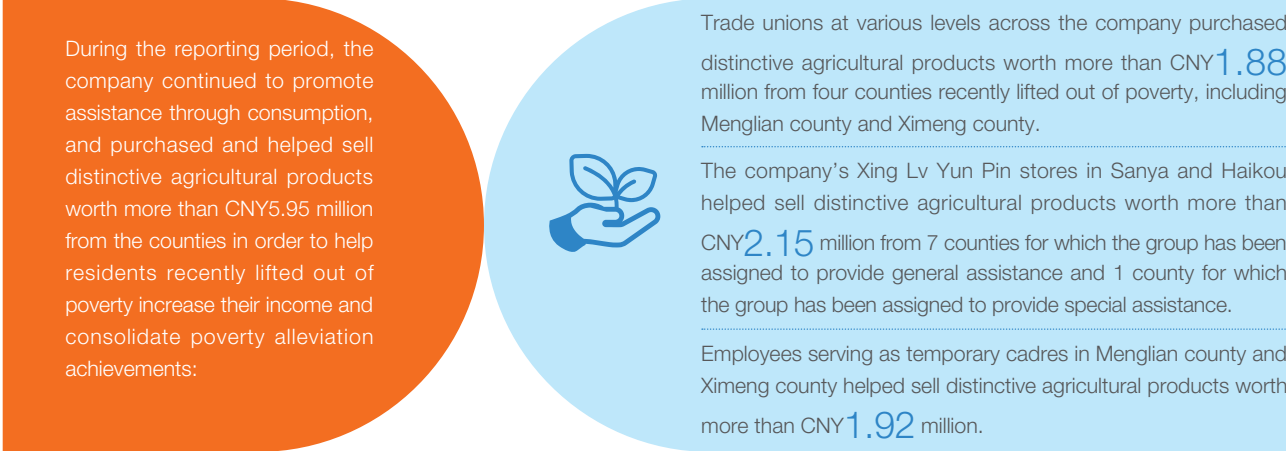 During the reporting period, the
company continued to promote
assistance through consumption,
and purchased and helped sell
distinctive agricultural products
worth more than CNY5.95 million
from the counties in order to help
residents recently lifted out of
poverty increase their income and
consolidate poverty alleviation
achievements:
Trade unions at various levels across the company purchased
distinctive agricultural products worth more than CNY1.88
million from four counties recently lifted out of poverty, including
Menglian county and Ximeng county.
The company's Xing Lv Yun Pin stores in Sanya and Haikou
helped sell distinctive agricultural products worth more than
CNY2.15 million from 7 counties for which the group has been
assigned to provide general assistance and 1 county for which
the group has been assigned to provide special assistance.
Employees serving as temporary cadres in Menglian county and
Ximeng county helped sell distinctive agricultural products worth
more than CNY1.92 million.